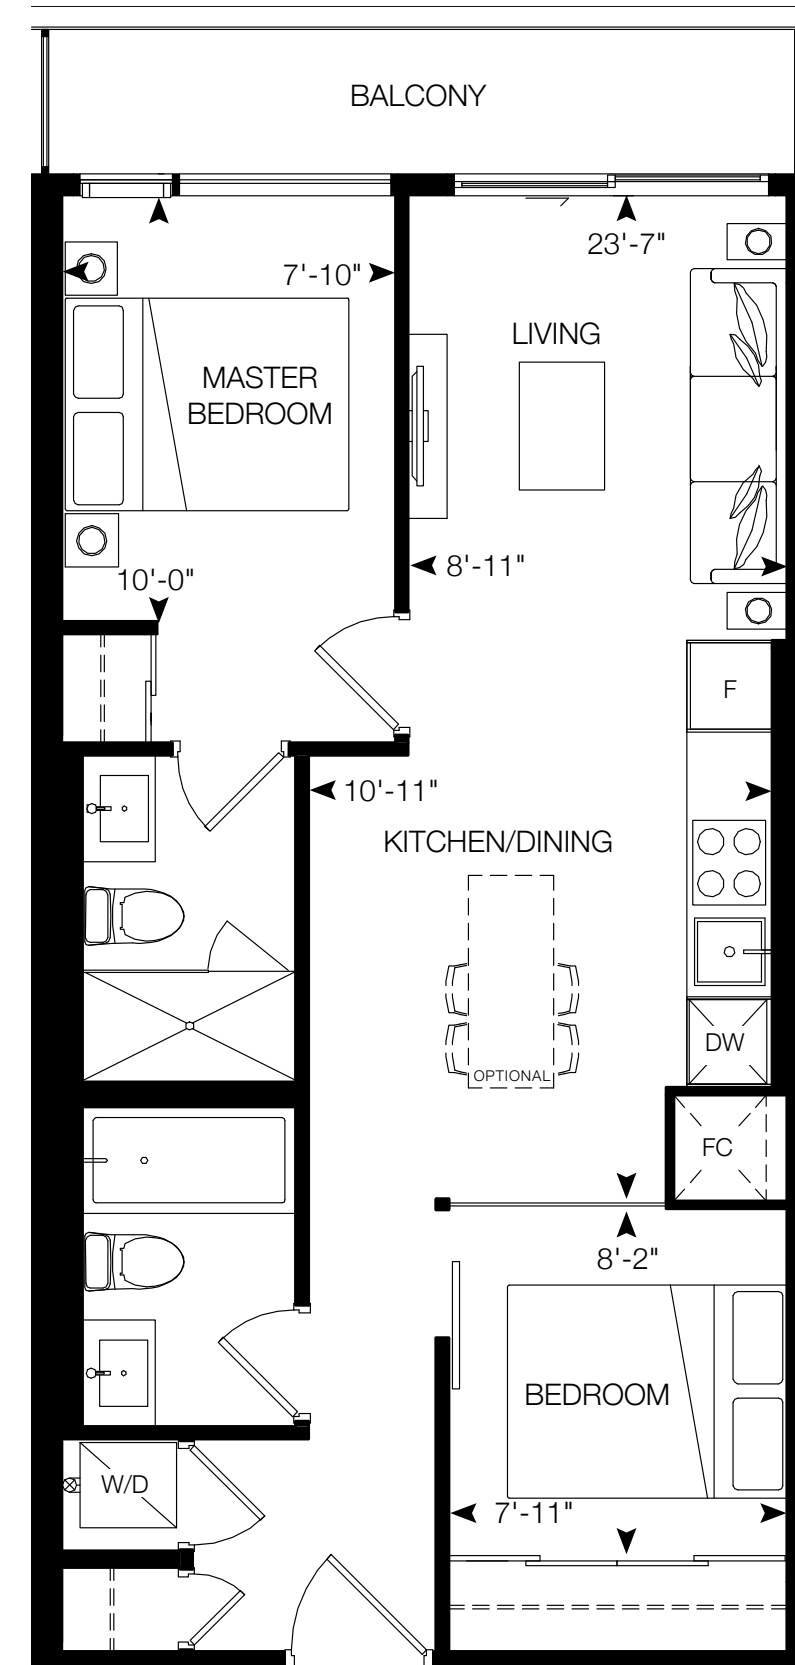 BALCONY
23'-7"
7'-10"
LIVING
MASTER
BEDROOM
8'-11"
10'-0"
F
10'-11"
KITCHEN/DINING
DW
OPTIONAL
FC
8'-2"
BEDROOM
W/D
7'-11"